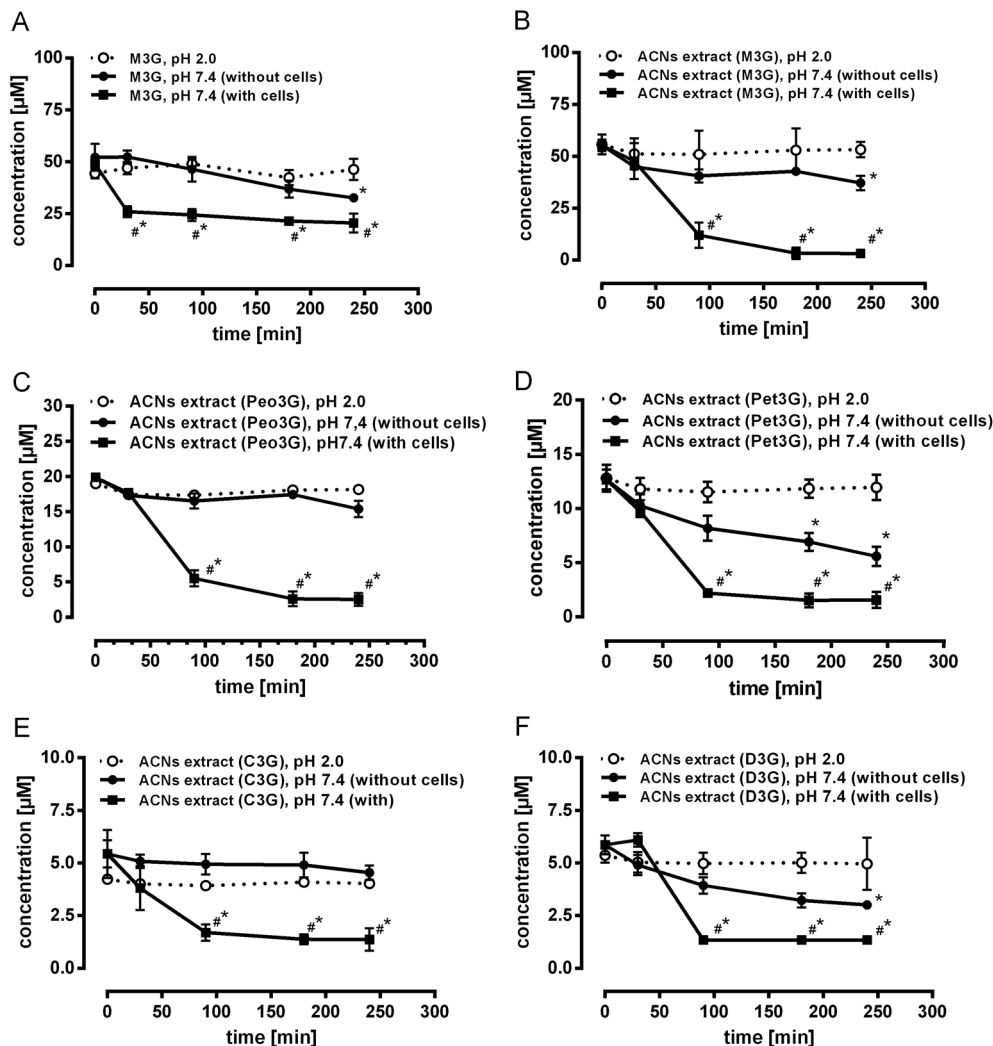 A
M3G, pH 2.0
M3G, pH 7.4 (without cells)
M3G, pH 7.4 (with cells)
concentration [µM]
100
75
50
25
0
*
#* #* #* #*
0 50 100 150 200 250 300
time [min]
B
ACNs extract (M3G), pH 2.0
ACNs extract (M3G), pH 7.4 (without cells)
ACNs extract (M3G), pH 7.4 (with cells)
concentration [µM]
100
75
50
25
0
*
#* #* #*
0 50 100 150 200 250 300
time [min]
C
ACNs extract (Peo3G), pH 2.0
ACNs extract (Peo3G), pH 7,4 (without cells)
ACNs extract (Peo3G), pH7.4 (with cells)
concentration [µM]
30
25
20
15
10
5
0
#* #* #*
0 50 100 150 200 250 300
time [min]
D
ACNs extract (Pet3G), pH 2.0
ACNs extract (Pet3G), pH 7.4 (without cells)
ACNs extract (Pet3G), pH 7.4 (with cells)
concentration [µM]
20
15
10
5
0
* *
#* #* #*
0 50 100 150 200 250 300
time [min]
E
ACNs extract (C3G), pH 2.0
ACNs extract (C3G), pH 7.4 (without cells)
ACNs extract (C3G), pH 7.4 (with)
concentration [µM]
10.0
7.5
5.0
2.5
0.0
#* #* #*
0 50 100 150 200 250 300
time [min]
F
ACNs extract (D3G), pH 2.0
ACNs extract (D3G), pH 7.4 (without cells)
ACNs extract (D3G), pH 7.4 (with cells)
concentration [µM]
10.0
7.5
5.0
2.5
0.0
*
#* #* #*
0 50 100 150 200 250 300
time [min]